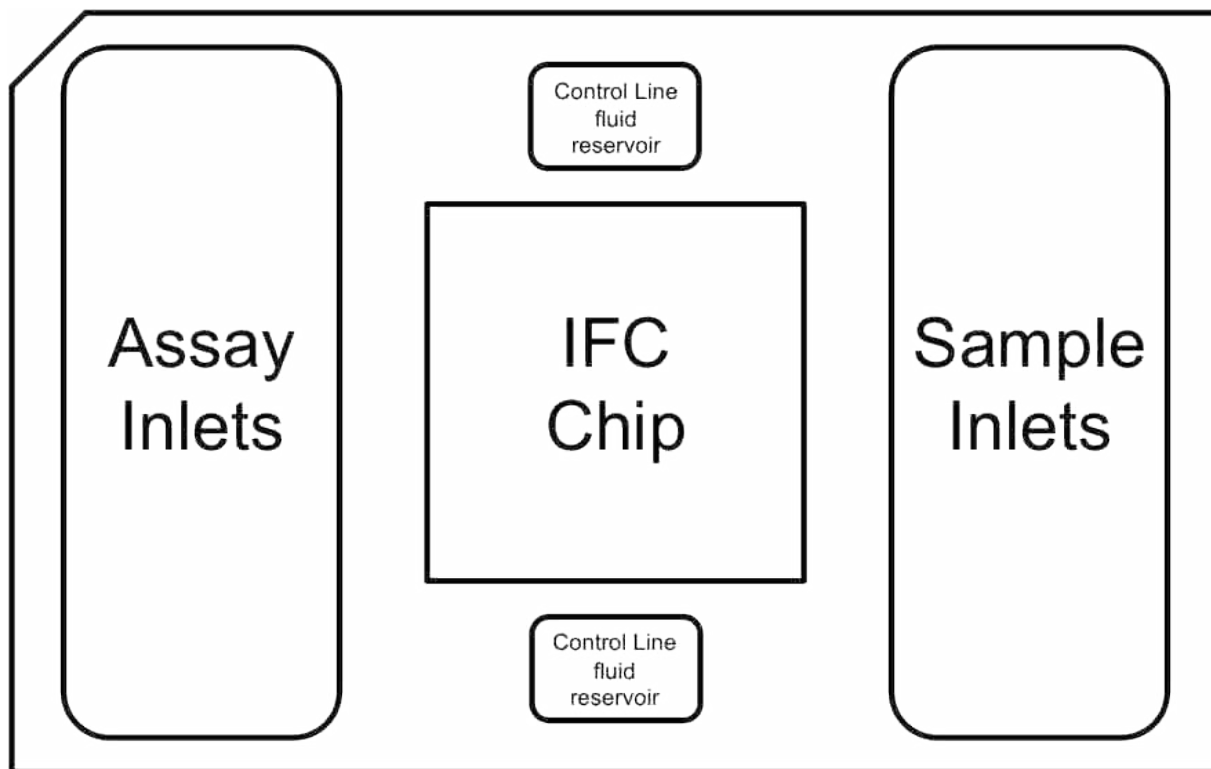 Control Line
fluid
reservoir
Assay
Inlets
IFC
Chip
Sample
Inlets
Control Line
fluid
reservoir